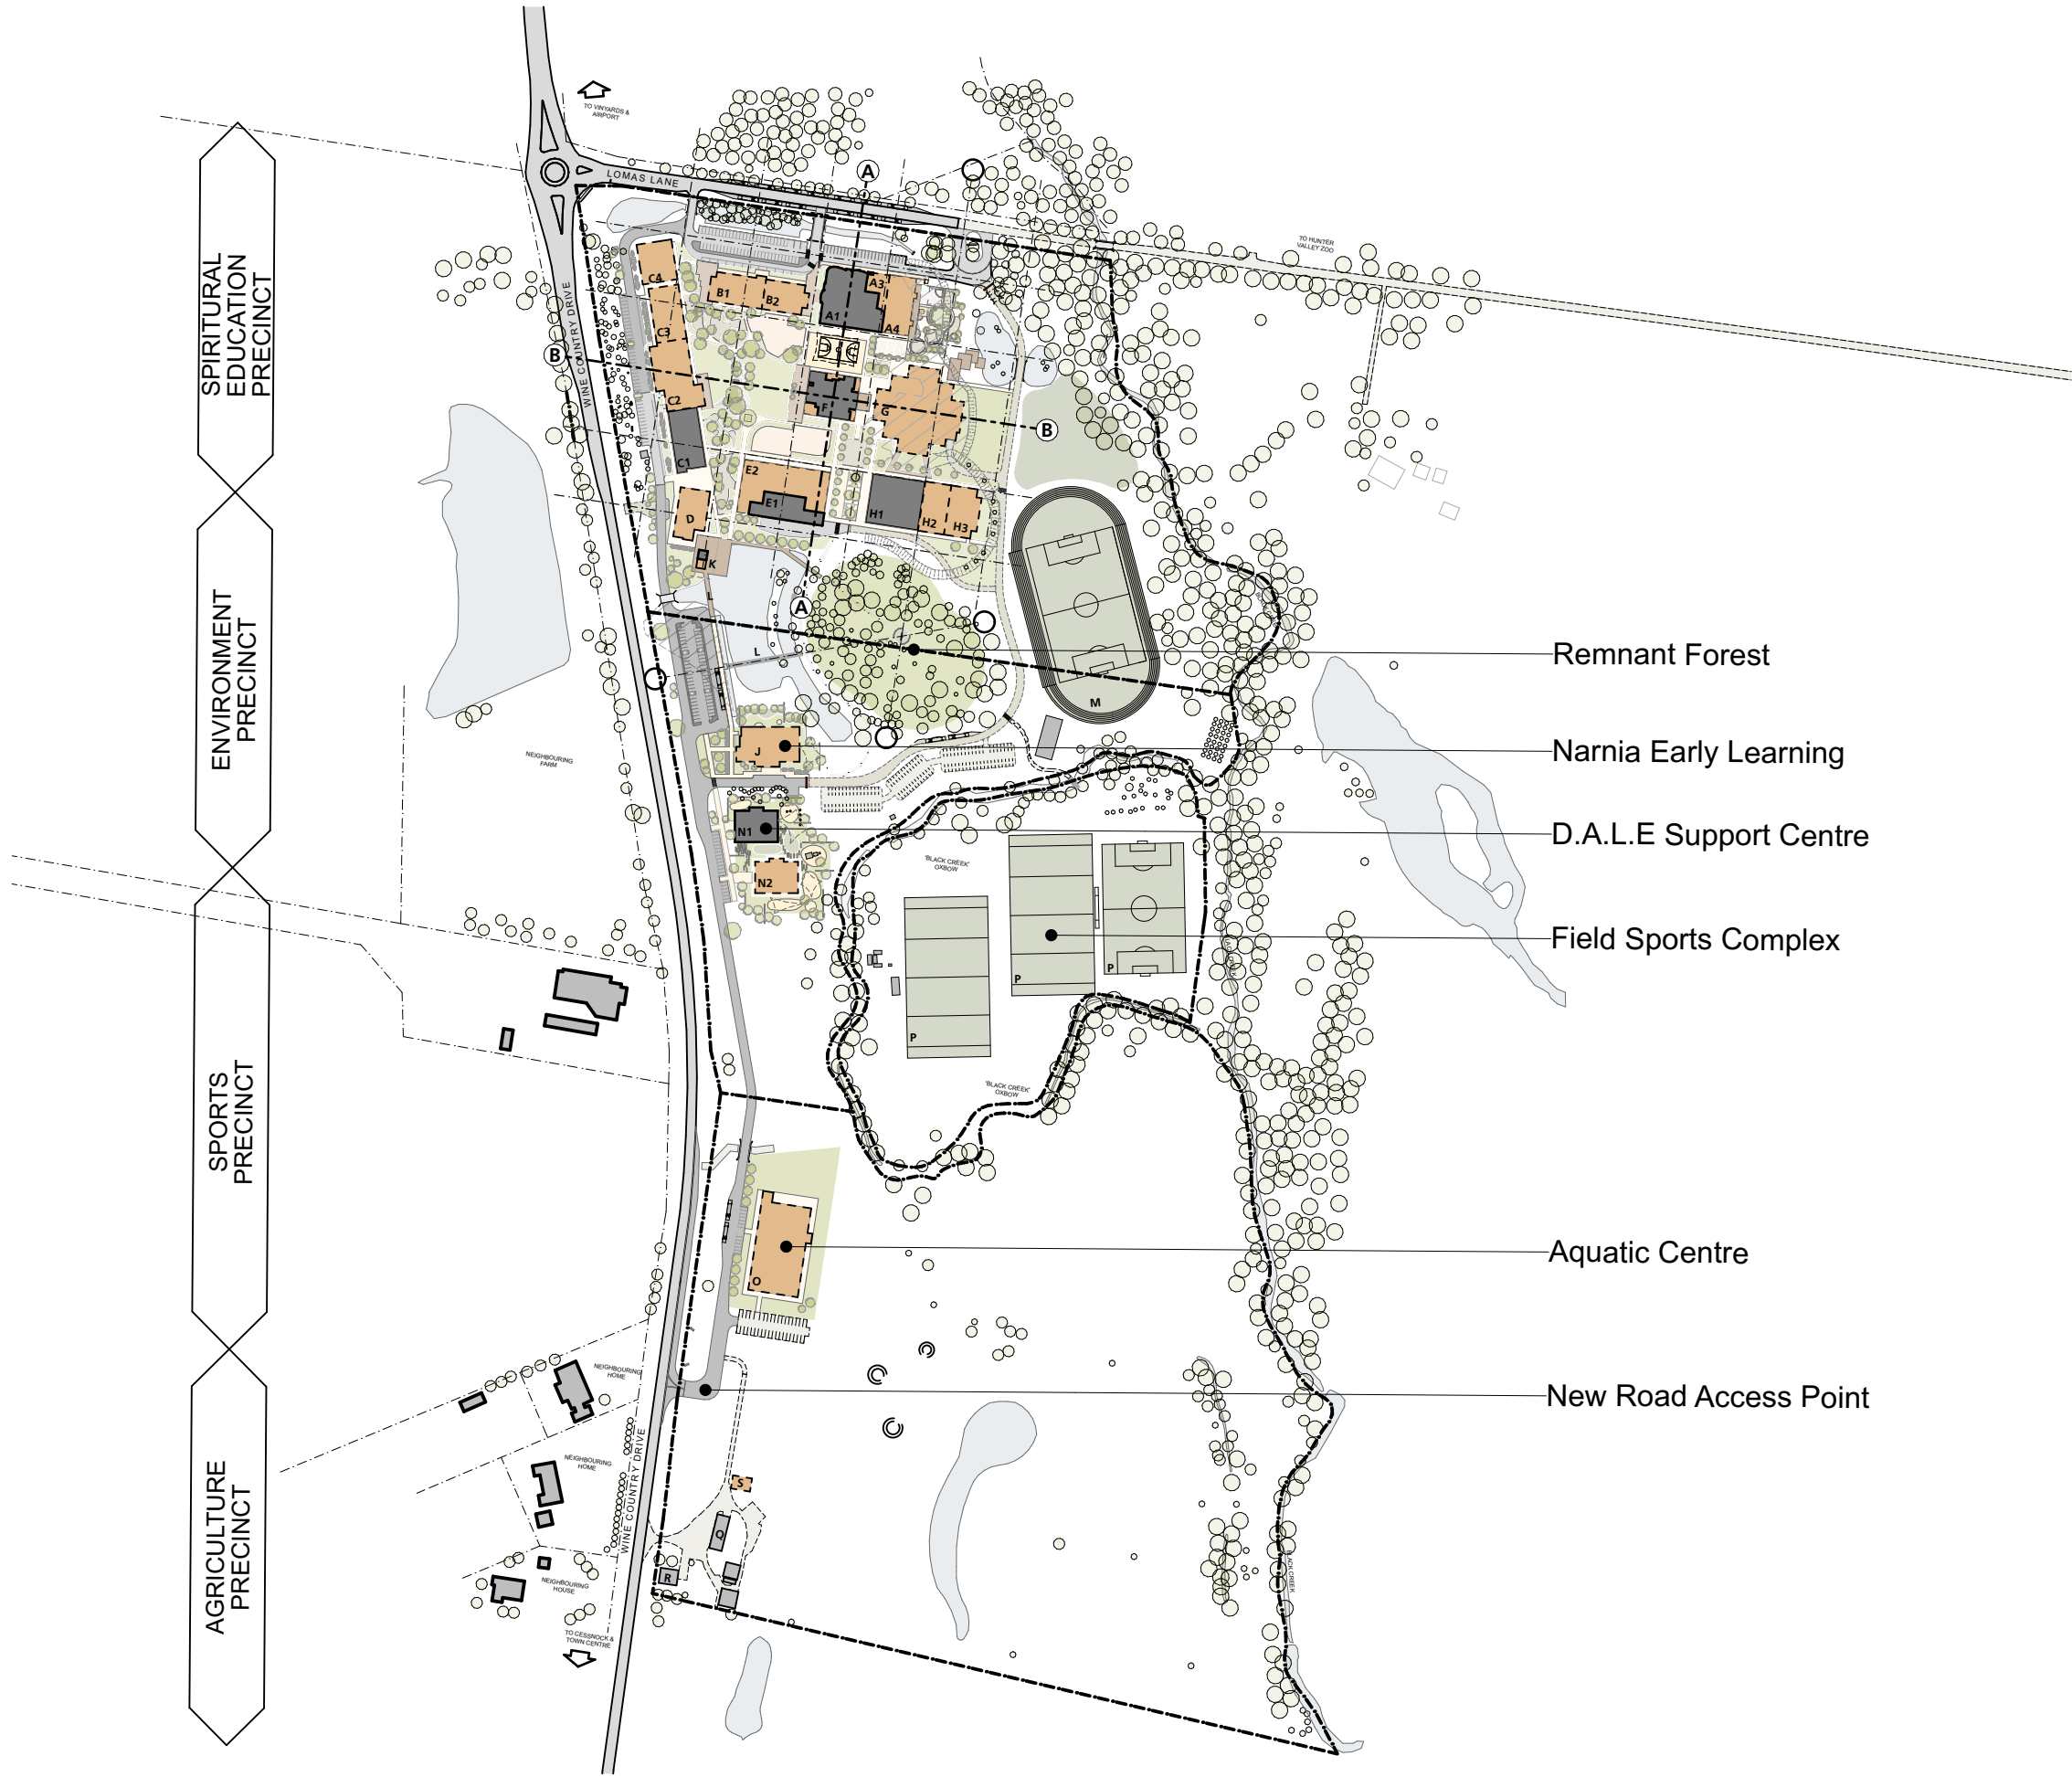 TO VINYARDS &
AIRPORT
LOMAS LANE
TO HUNTER
VALLEY ZOO
WINE COUNTRY DRIVE
SPIRITURAL
EDUCATION
PRECINCT
ENVIRONMENT
PRECINCT
SPORTS
PRECINCT
AGRICULTURE
PRECINCT
A
B
B
A
C4
C3
C2
C1
B1
B2
A1
A3
A4
F
G
E2
E1
D
H1
H2
H3
K
L
L
M
J
N1
N2
NEIGHBOURING
FARM
'BLACK CREEK'
OXBOW
P
P
P
'BLACK CREEK'
OXBOW
O
NEIGHBOURING
HOME
NEIGHBOURING
HOME
NEIGHBOURING
HOUSE
WINE COUNTRY DRIVE
S
Q
R
BLACK CREEK
TO CESSNOCK &
TOWN CENTRE
Remnant Forest
Narnia Early Learning
D.A.L.E Support Centre
Field Sports Complex
Aquatic Centre
New Road Access Point